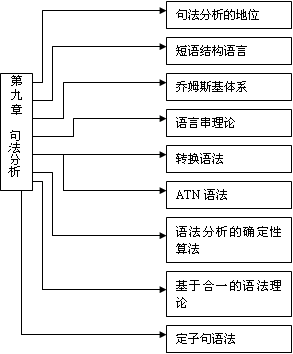 第九章 句法分析
句法分析的地位
短语结构语言
乔姆斯基体系
语言串理论
转换语法
ATN 语法
语法分析的确定性
算法
基于合一的语法理
论
定子句语法